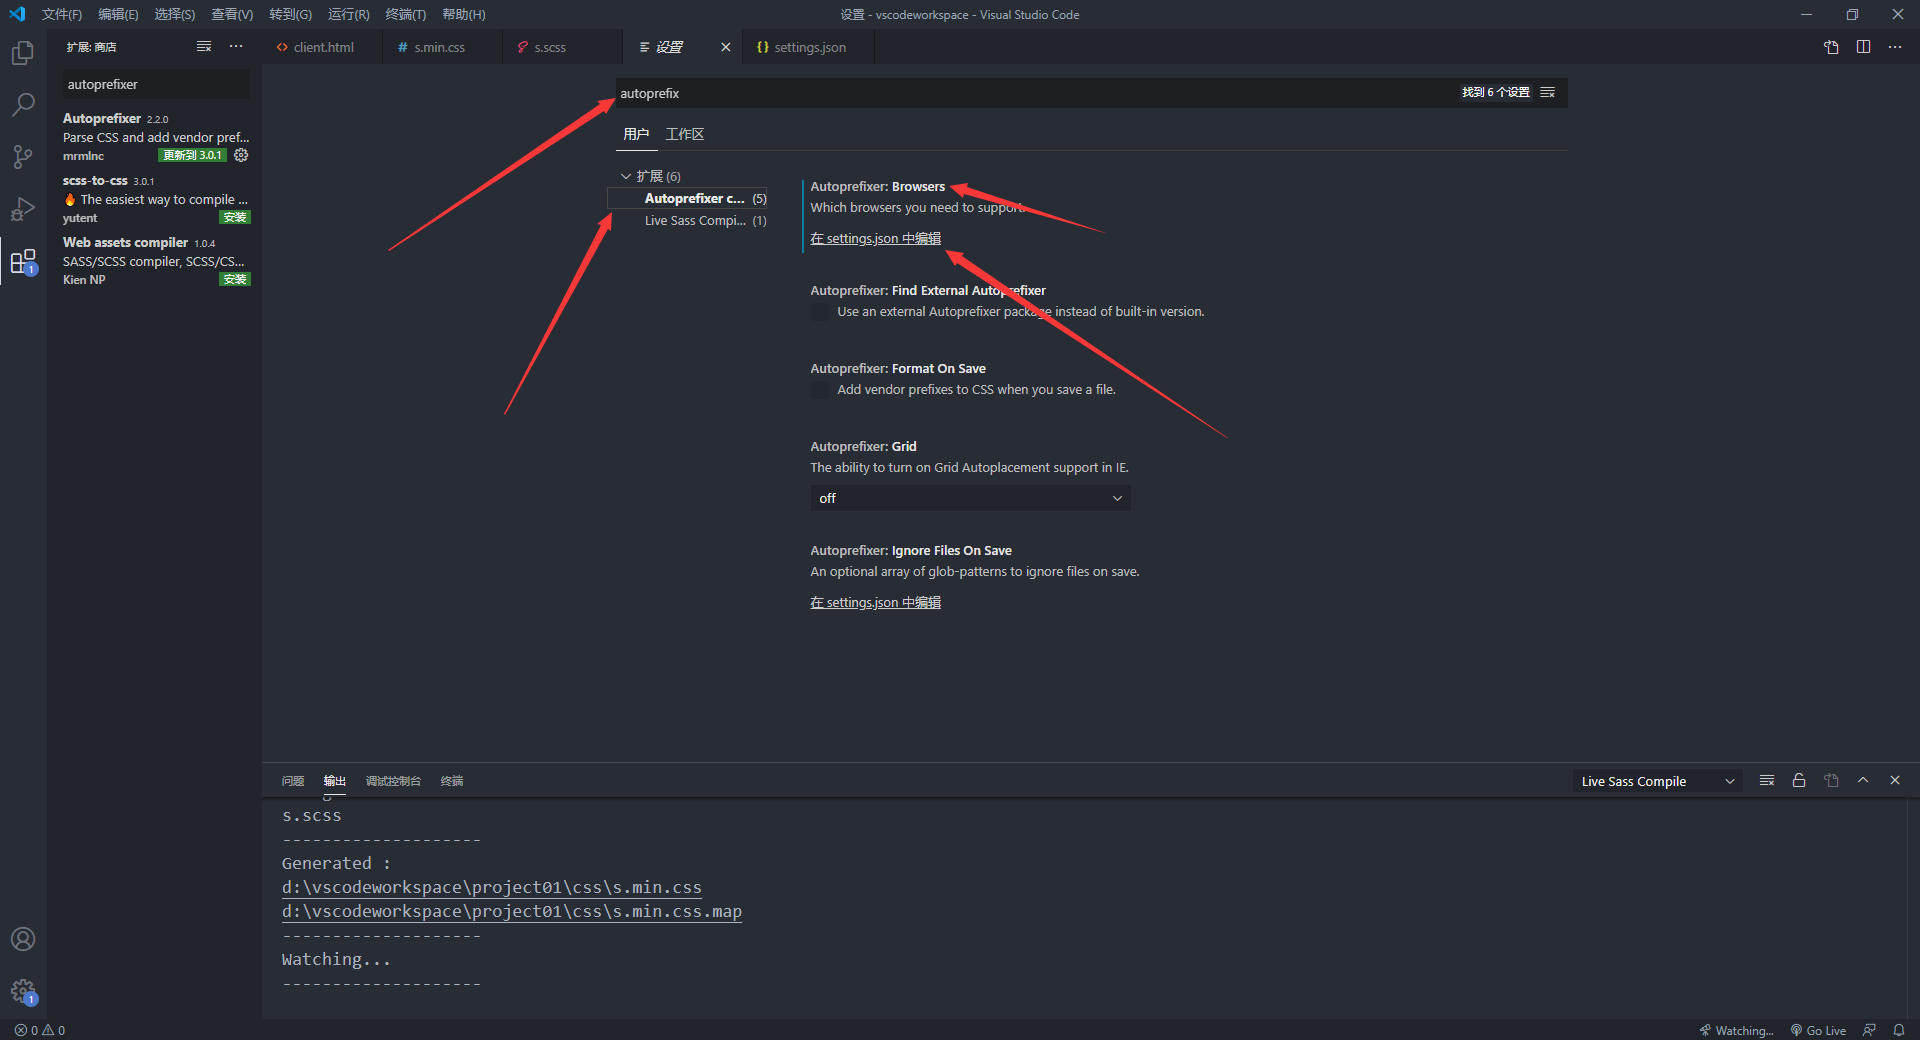 文件(F) 编辑(E) 选择(S) 查看(V) 转到(G) 运行(R) 终端(T) 帮助(H)
设置 - vscodeworkspace - Visual Studio Code
扩展: 商店
client.html
# s.min.css
s.scss
设置
{} settings.json
autoprefixer
Autoprefixer 2.2.0
Parse CSS and add vendor pref...
mrmlnc 更新到 3.0.1
scss-to-css 3.0.1
The easiest way to compile ...
yutent 安装
Web assets compiler 1.0.4
SASS/SCSS compiler, SCSS/CS...
Kien NP 安装
1
1
autoprefix
找到 6 个设置
用户 工作区
扩展 (6)
Autoprefixer c... (5)
Live Sass Compi... (1)
Autoprefixer: Browsers
Which browsers you need to support.
在 settings.json 中编辑
Autoprefixer: Find External Autoprefixer
Use an external Autoprefixer package instead of built-in version.
Autoprefixer: Format On Save
Add vendor prefixes to CSS when you save a file.
Autoprefixer: Grid
The ability to turn on Grid Autoplacement support in IE.
off
Autoprefixer: Ignore Files On Save
An optional array of glob-patterns to ignore files on save.
在 settings.json 中编辑
问题 输出 调试控制台 终端
Live Sass Compile
s.scss
--------------------
Generated :
d:\vscodeworkspace\project01\css\s.min.css
d:\vscodeworkspace\project01\css\s.min.css.map
--------------------
Watching...
--------------------
0 0
Watching...
Go Live